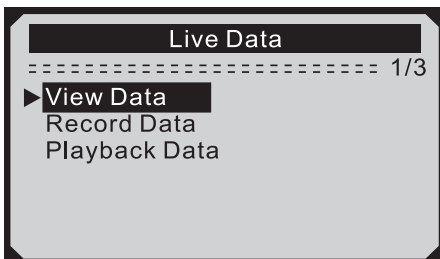 Live Data
=========================== 1/3
▶View Data
Record Data
Playback Data